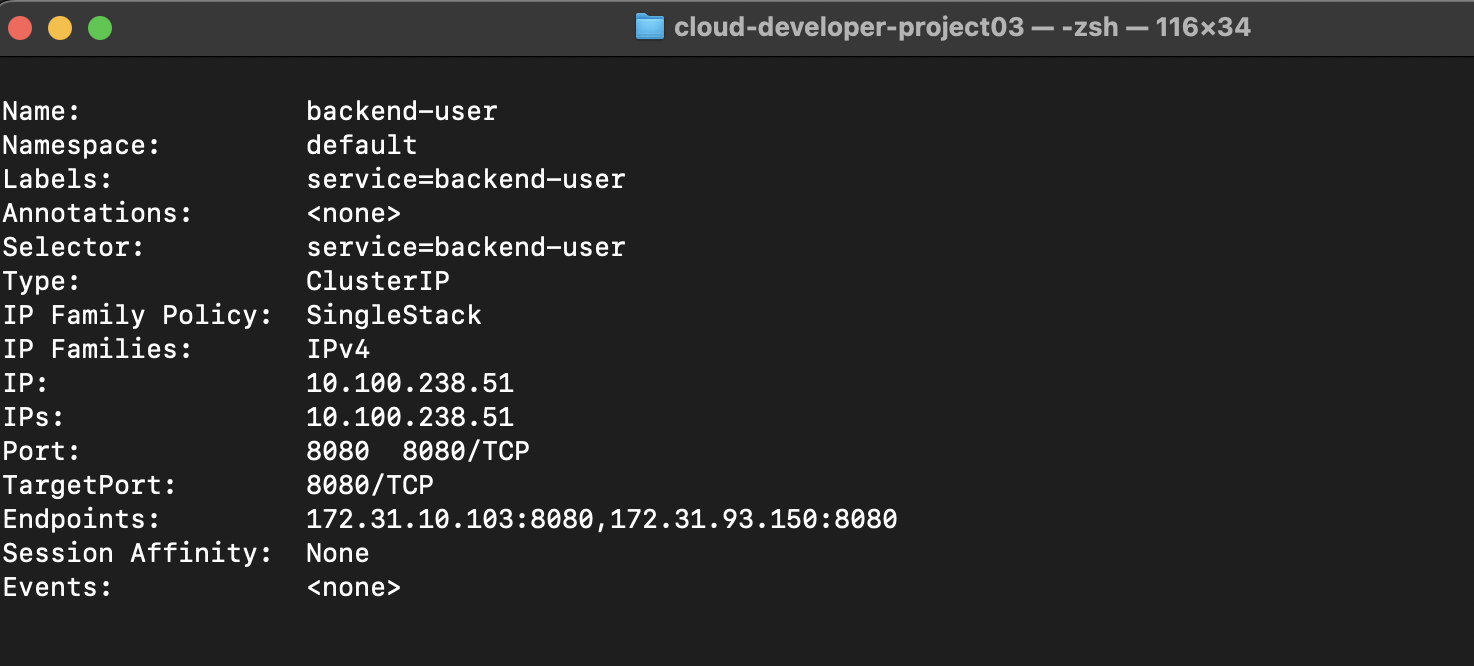 cloud-developer-project03 — -zsh — 116×34
Name: backend-user
Namespace: default
Labels: service=backend-user
Annotations: <none>
Selector: service=backend-user
Type: ClusterIP
IP Family Policy: SingleStack
IP Families: IPv4
IP: 10.100.238.51
IPs: 10.100.238.51
Port: 8080 8080/TCP
TargetPort: 8080/TCP
Endpoints: 172.31.10.103:8080,172.31.93.150:8080
Session Affinity: None
Events: <none>